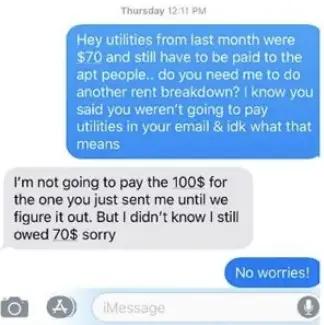 Thursday 12:11 PM
Hey utilities from last month were
$70 and still have to be paid to the
apt people.. do you need me to do
another rent breakdown? I know you
said you weren't going to pay
utilities in your email & idk what that
means
I'm not going to pay the 100$ for
the one you just sent me until we
figure it out. But I didn't know I still
owed 70$ sorry
No worries!
iMessage